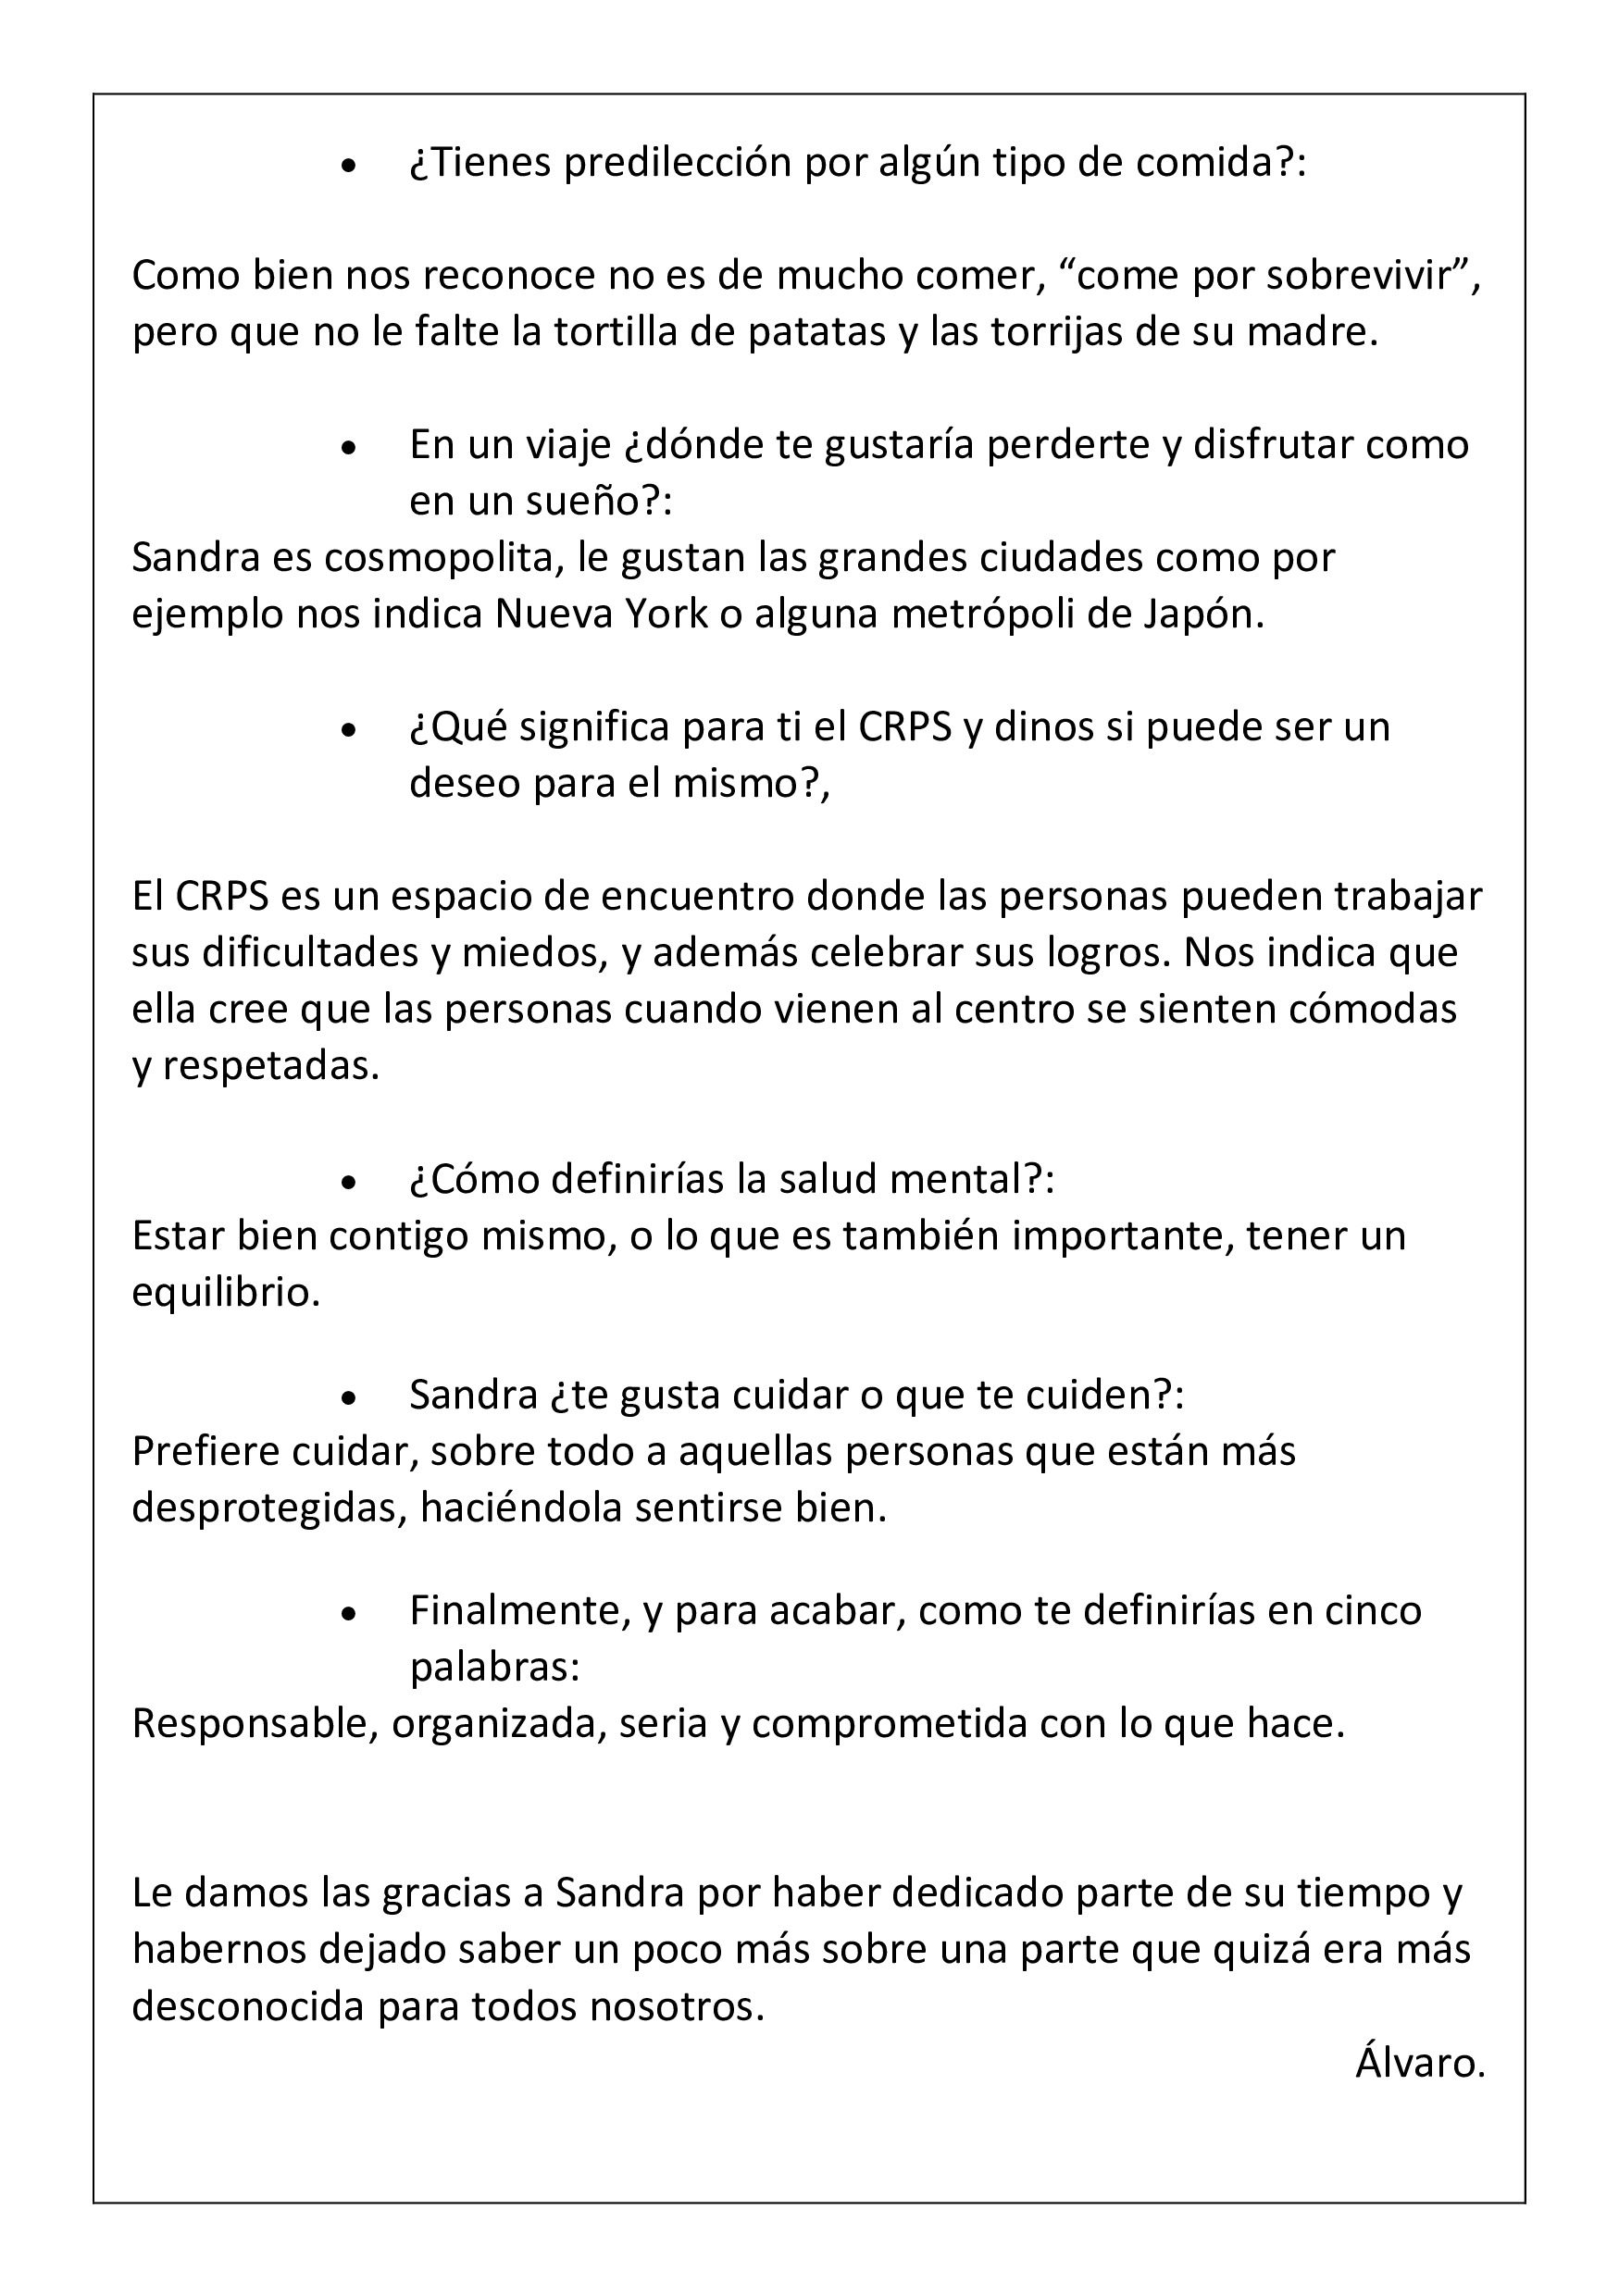 • ¿Tienes predilección por algún tipo de comida?:
Como bien nos reconoce no es de mucho comer, “come por sobrevivir”,
pero que no le falte la tortilla de patatas y las torrijas de su madre.
• En un viaje ¿dónde te gustaría perderte y disfrutar como
en un sueño?:
Sandra es cosmopolita, le gustan las grandes ciudades como por
ejemplo nos indica Nueva York o alguna metrópoli de Japón.
• ¿Qué significa para ti el CRPS y dinos si puede ser un
deseo para el mismo?,
El CRPS es un espacio de encuentro donde las personas pueden trabajar
sus dificultades y miedos, y además celebrar sus logros. Nos indica que
ella cree que las personas cuando vienen al centro se sienten cómodas
y respetadas.
• ¿Cómo definirías la salud mental?:
Estar bien contigo mismo, o lo que es también importante, tener un
equilibrio.
• Sandra ¿te gusta cuidar o que te cuiden?:
Prefiere cuidar, sobre todo a aquellas personas que están más
desprotegidas, haciéndola sentirse bien.
• Finalmente, y para acabar, como te definirías en cinco
palabras:
Responsable, organizada, seria y comprometida con lo que hace.
Le damos las gracias a Sandra por haber dedicado parte de su tiempo y
habernos dejado saber un poco más sobre una parte que quizá era más
desconocida para todos nosotros.
Álvaro.